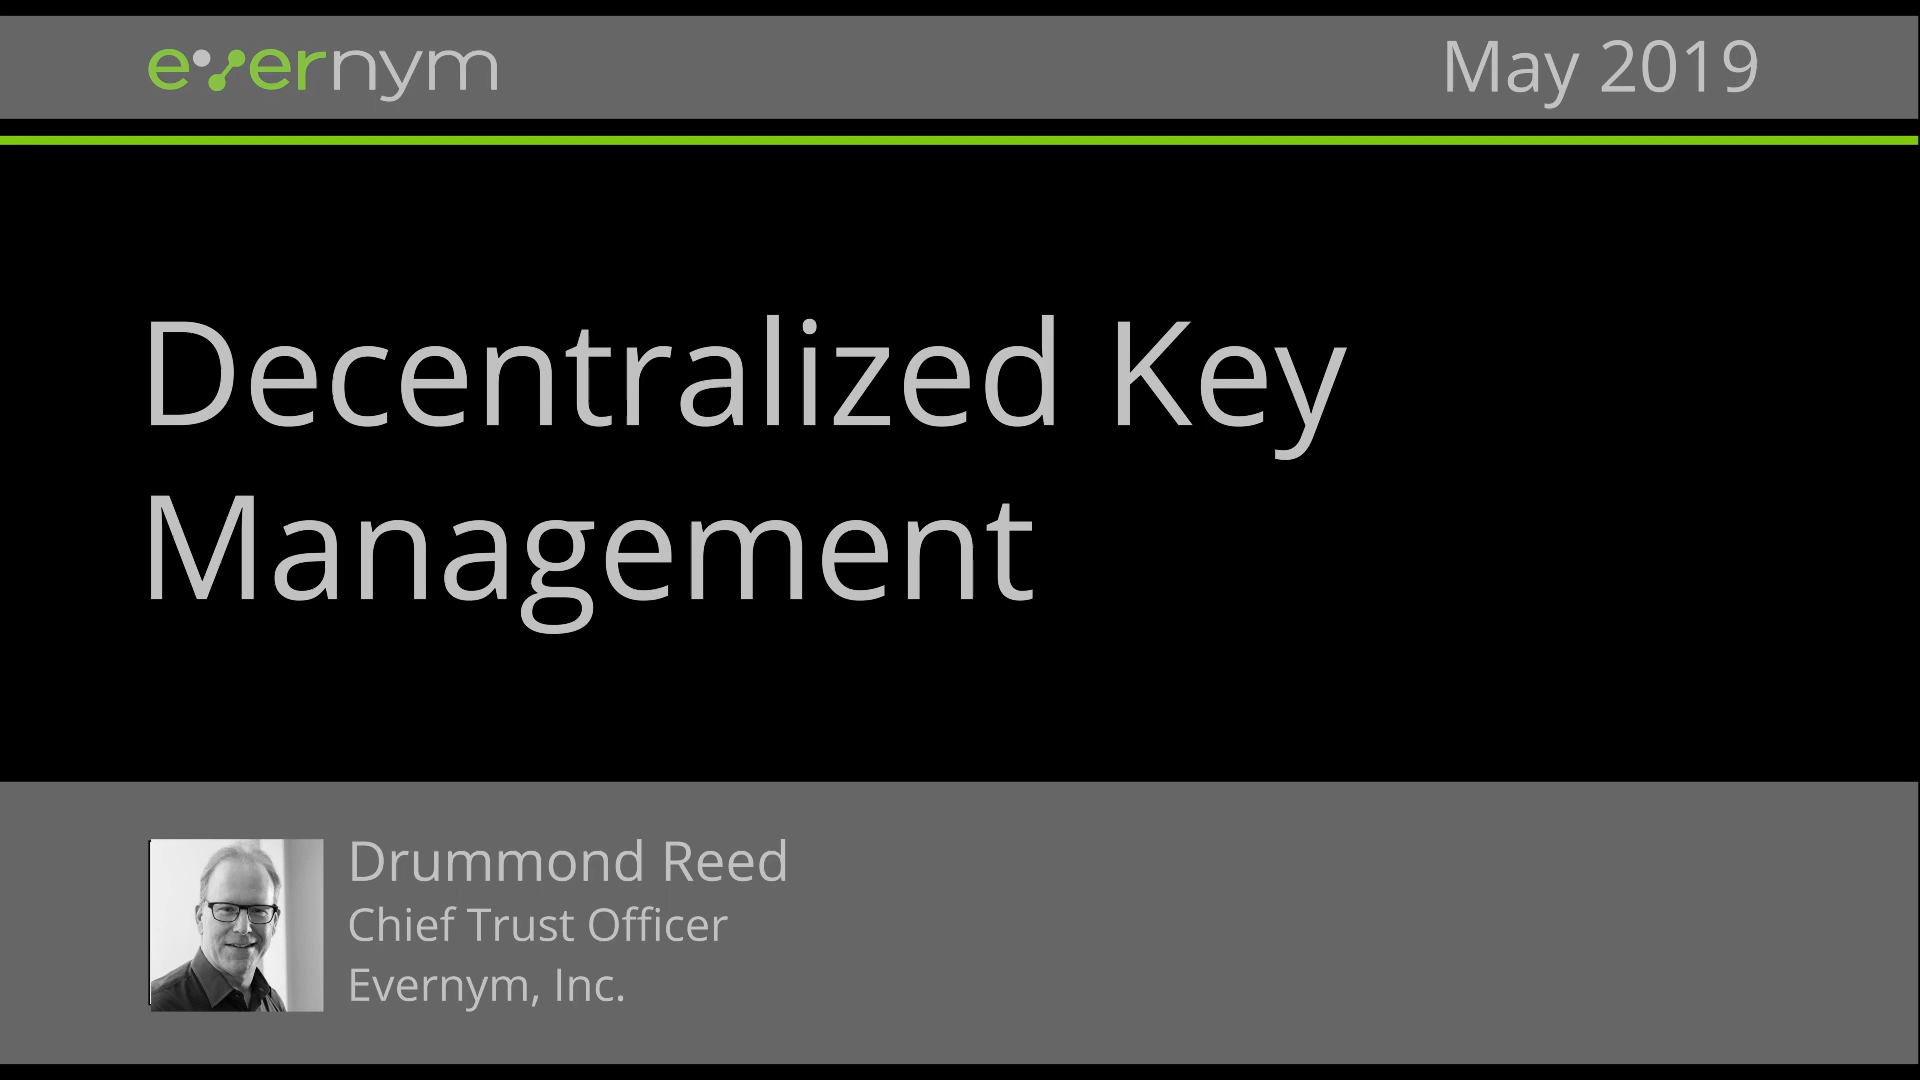 evernym
May 2019
Decentralized Key
Management
Drummond Reed
Chief Trust Officer
Evernym, Inc.